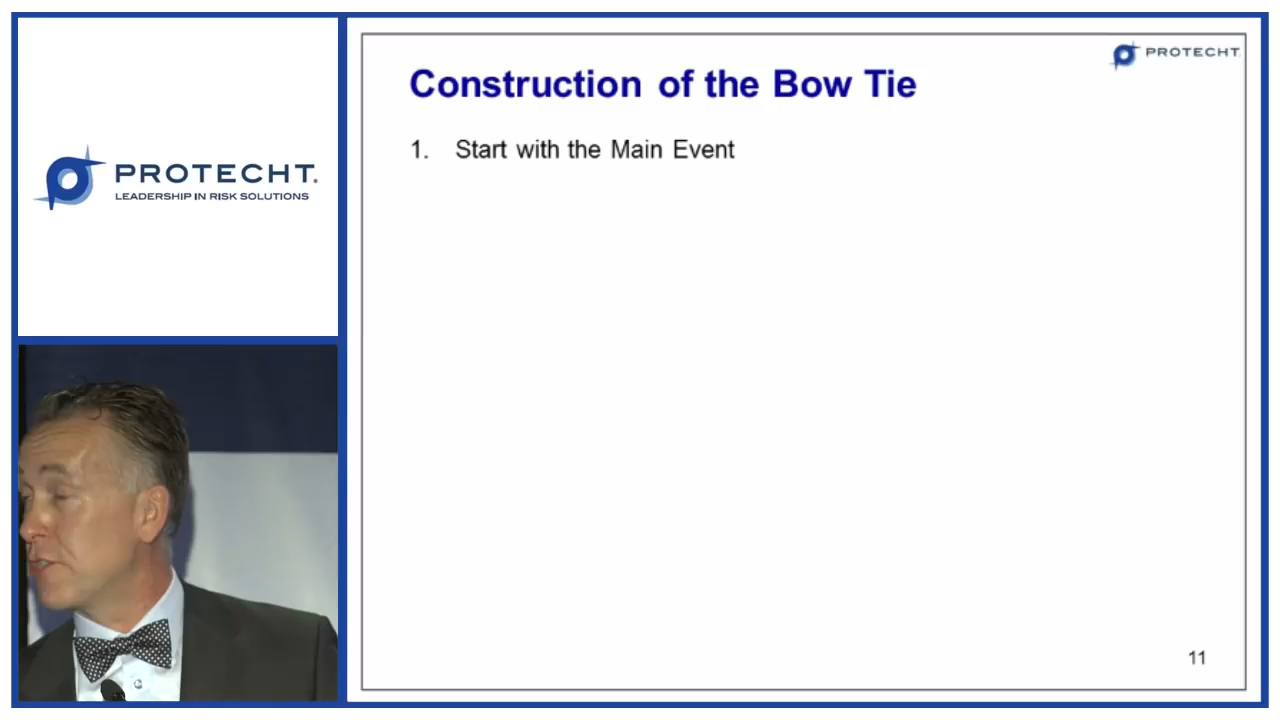 PROTECHT.
LEADERSHIP IN RISK SOLUTIONS
PROTECHT.
Construction of the Bow Tie
1. Start with the Main Event
11